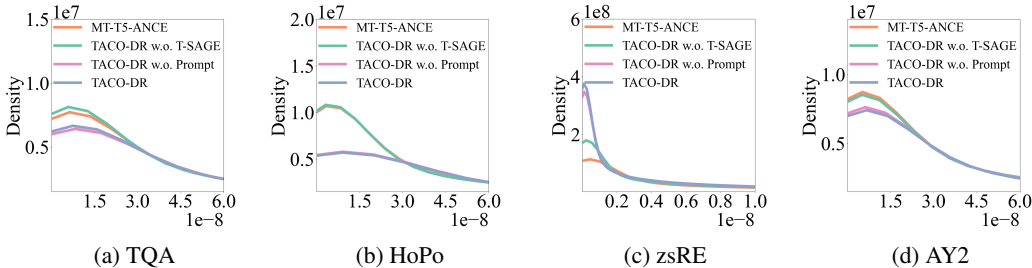 1e7
1.5
1.0
0.5
Density
MT-T5-ANCE
TACO-DR w.o. T-SAGE
TACO-DR w.o. Prompt
TACO-DR
1.5 3.0 4.5 6.0
1e−8
(a) TQA
1e7
2.0
1.5
1.0
0.5
Density
MT-T5-ANCE
TACO-DR w.o. T-SAGE
TACO-DR w.o. Prompt
TACO-DR
1.5 3.0 4.5 6.0
1e−8
(b) HoPo
1e8
6
4
2
Density
MT-T5-ANCE
TACO-DR w.o. T-SAGE
TACO-DR w.o. Prompt
TACO-DR
0.2 0.4 0.6 0.8 1.0
1e−8
(c) zsRE
1e7
1.0
0.5
Density
MT-T5-ANCE
TACO-DR w.o. T-SAGE
TACO-DR w.o. Prompt
TACO-DR
1.5 3.0 4.5 6.0
1e−8
(d) AY2